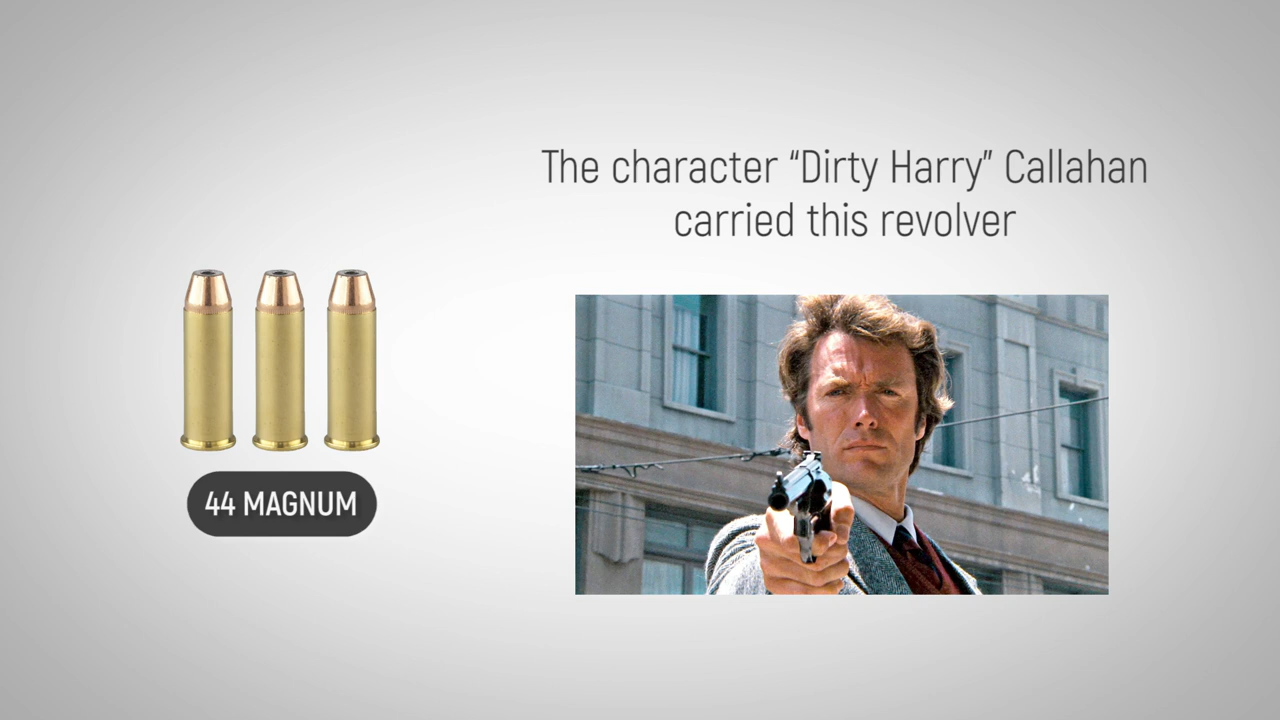 The character “Dirty Harry” Callahan
carried this revolver
44 MAGNUM